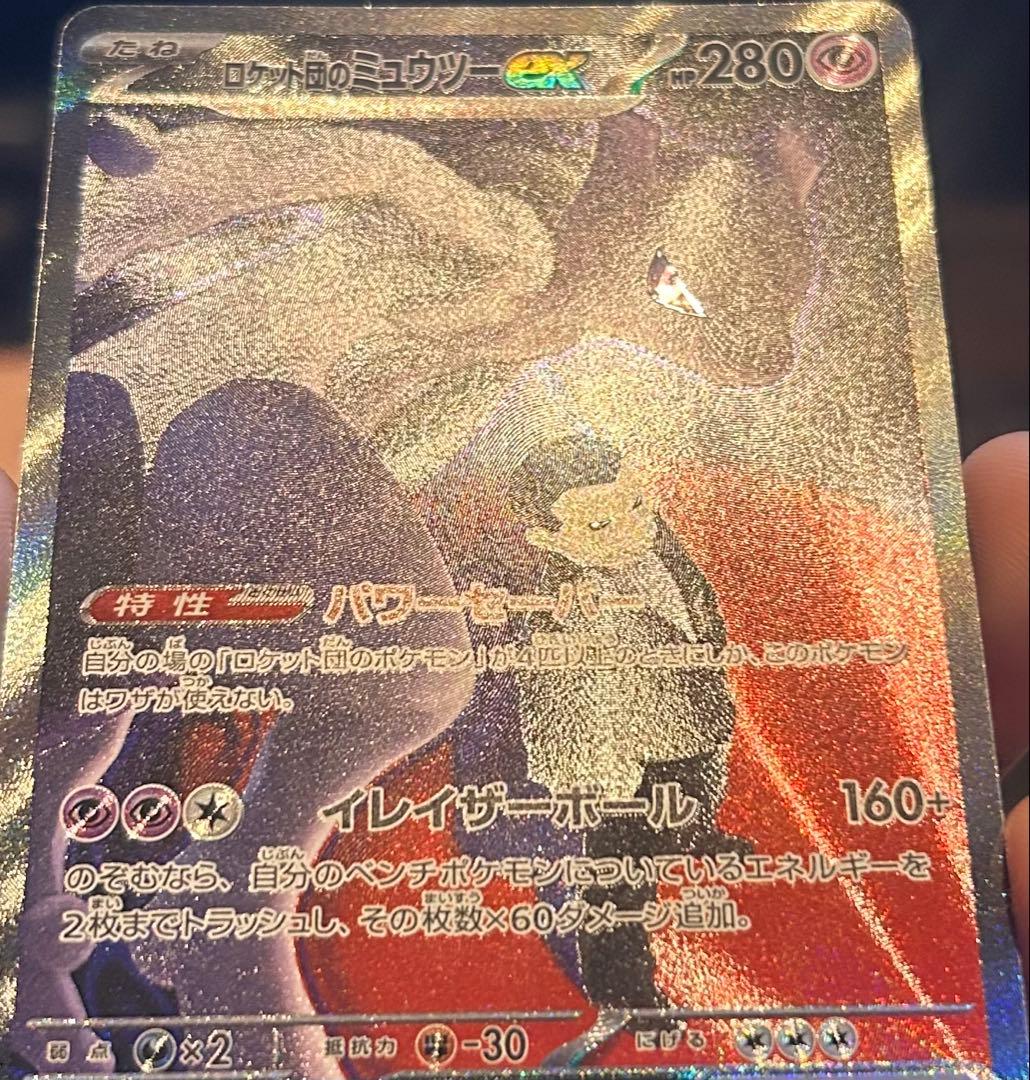 たね ロケット団のミュウツーex HP280
特性 パワーセーバー
自分の場の「ロケット団のポケモン」が4匹以上のときにしか、このポケモン
はワザが使えない。
イレイザーボール 160+
のぞむなら、自分のベンチポケモンについているエネルギーを
2枚までトラッシュし、その枚数×60ダメージ追加。
弱点 ×2 抵抗力 -30 にげる